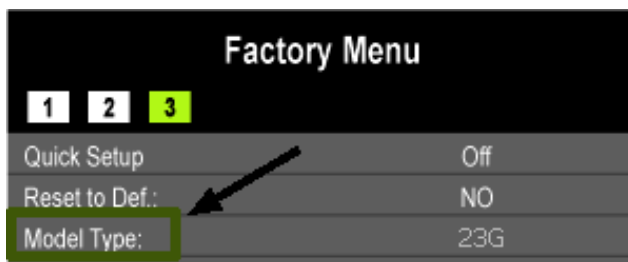 Factory Menu
1 2 3
Quick Setup Off
Reset to Def.: NO
Model Type: 23G